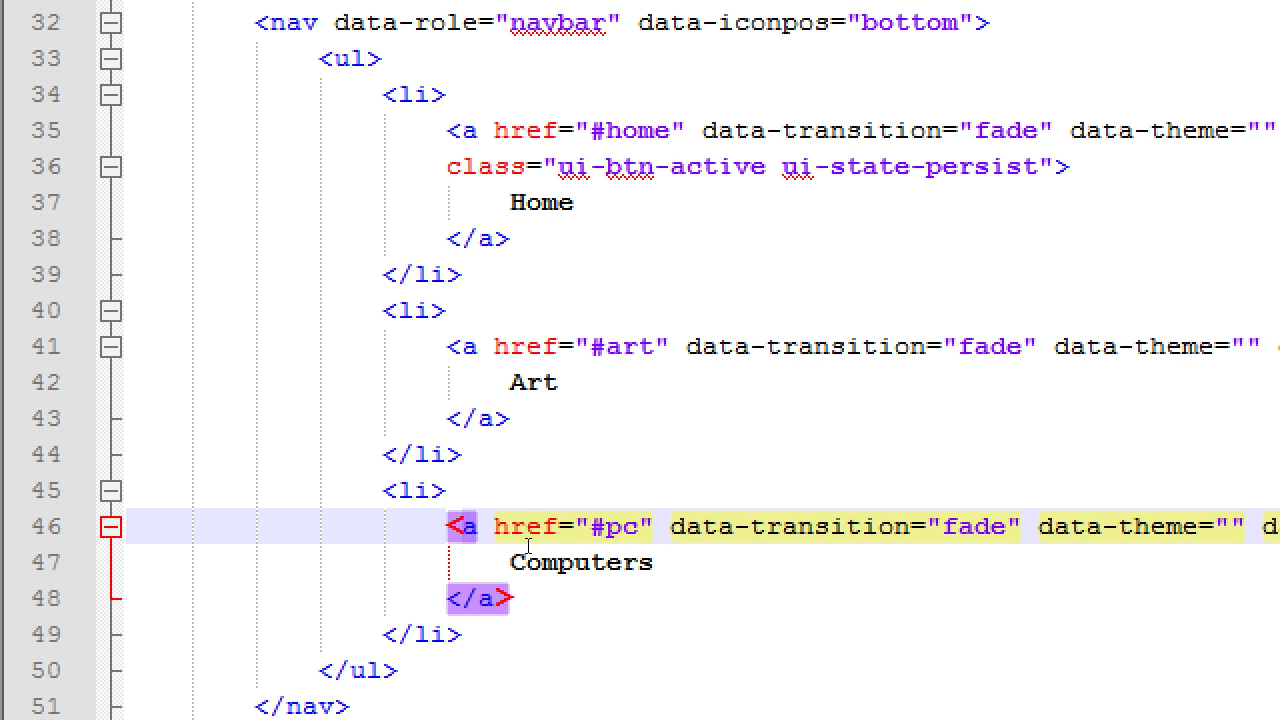 32 <nav data-role="navbar" data-iconpos="bottom">
33 <ul>
34 <li>
35 <a href="#home" data-transition="fade" data-theme=""
36 class="ui-btn-active ui-state-persist">
37 Home
38 </a>
39 </li>
40 <li>
41 <a href="#art" data-transition="fade" data-theme=""
42 Art
43 </a>
44 </li>
45 <li>
46 <a href="#pc" data-transition="fade" data-theme="" d
47 Computers
48 </a>
49 </li>
50 </ul>
51 </nav>